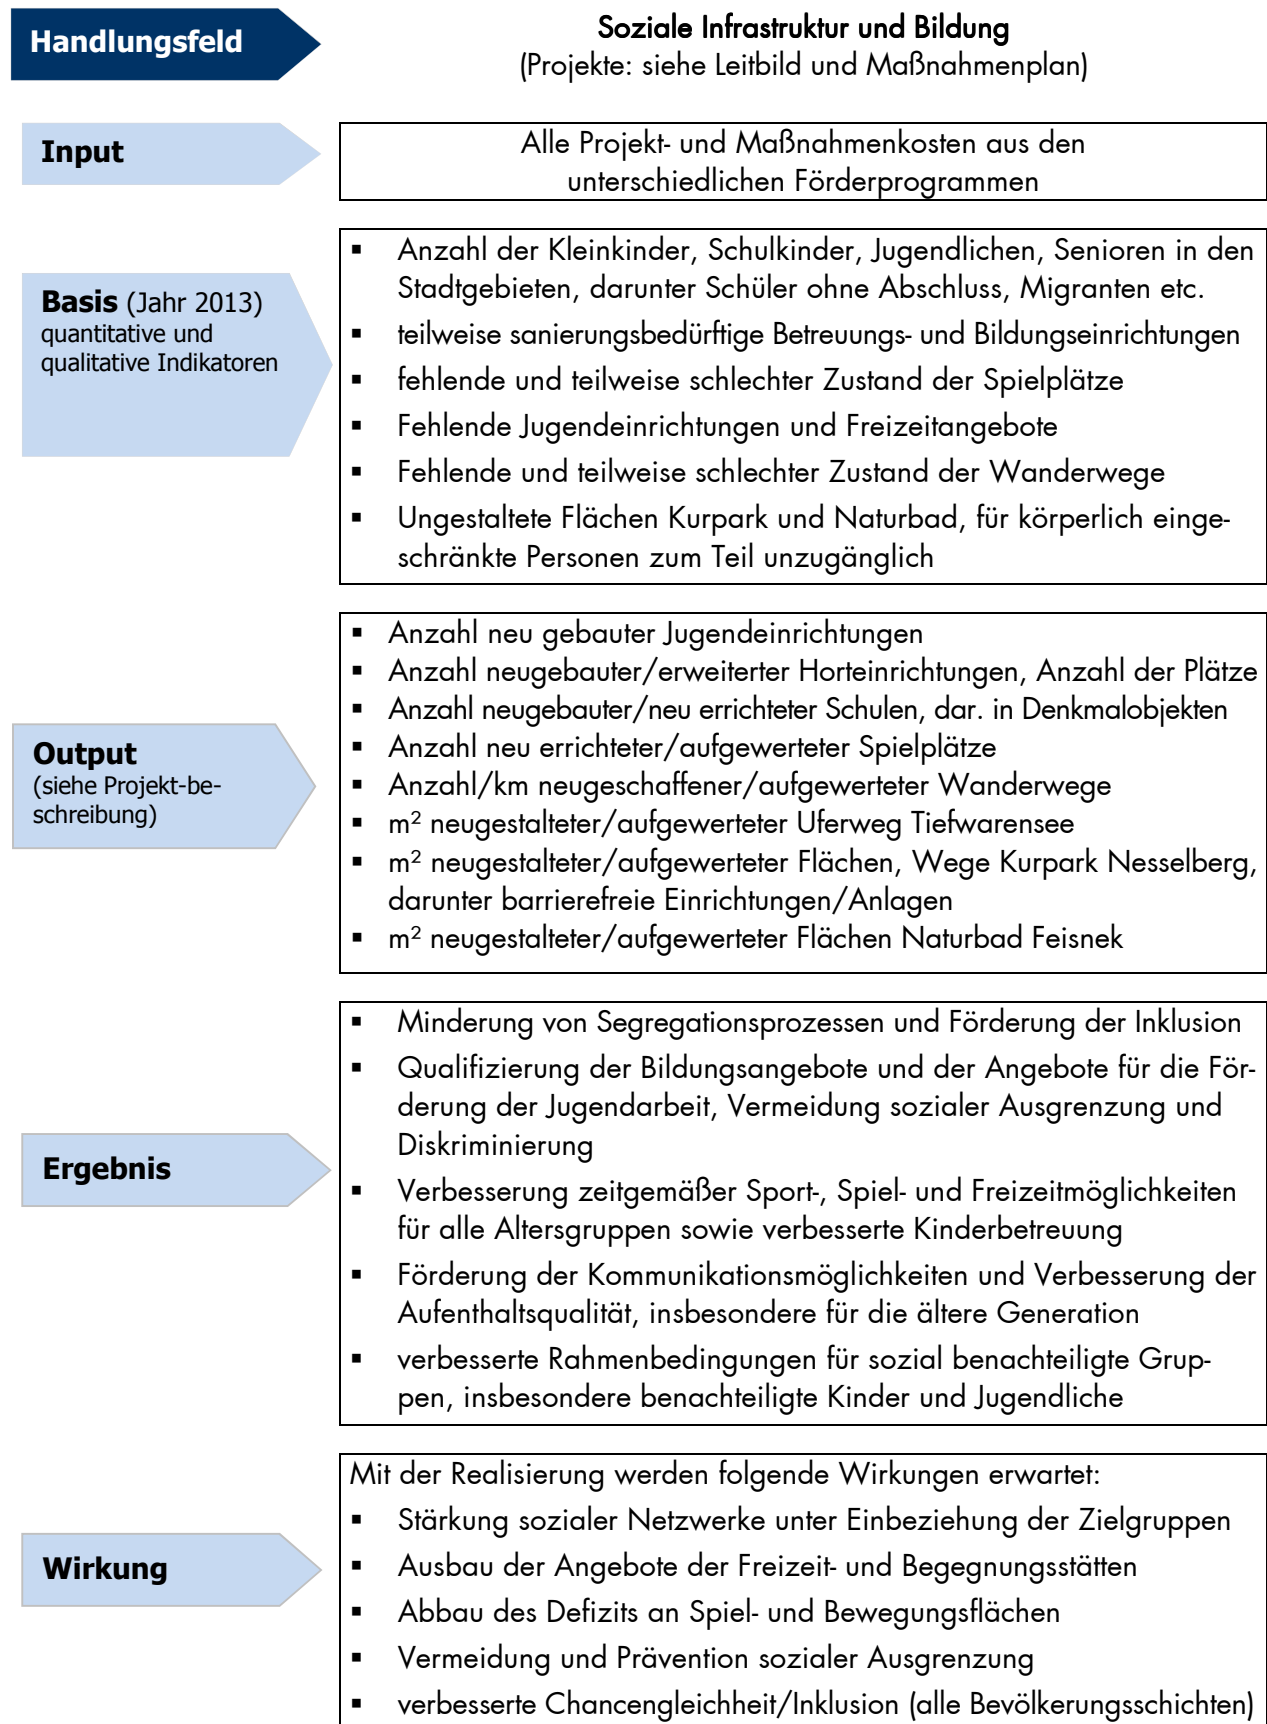 Handlungsfeld
Soziale Infrastruktur und Bildung
(Projekte: siehe Leitbild und Maßnahmenplan)
Input
Alle Projekt- und Maßnahmenkosten aus den
unterschiedlichen Förderprogrammen
Basis (Jahr 2013)
quantitative und
qualitative Indikatoren
▪ Anzahl der Kleinkinder, Schulkinder, Jugendlichen, Senioren in den
Stadtgebieten, darunter Schüler ohne Abschluss, Migranten etc.
▪ teilweise sanierungsbedürftige Betreuungs- und Bildungseinrichtungen
▪ fehlende und teilweise schlechter Zustand der Spielplätze
▪ Fehlende Jugendeinrichtungen und Freizeitangebote
▪ Fehlende und teilweise schlechter Zustand der Wanderwege
▪ Ungestaltete Flächen Kurpark und Naturbad, für körperlich einge-
schränkte Personen zum Teil unzugänglich
Output
(siehe Projekt-be-
schreibung)
▪ Anzahl neu gebauter Jugendeinrichtungen
▪ Anzahl neugebauter/erweiterter Horteinrichtungen, Anzahl der Plätze
▪ Anzahl neugebauter/neu errichteter Schulen, dar. in Denkmalobjekten
▪ Anzahl neu errichteter/aufgewerteter Spielplätze
▪ Anzahl/km neugeschaffener/aufgewerteter Wanderwege
▪ m² neugestalteter/aufgewerteter Uferweg Tiefwarensee
▪ m² neugestalteter/aufgewerteter Flächen, Wege Kurpark Nesselberg,
darunter barrierefreie Einrichtungen/Anlagen
▪ m² neugestalteter/aufgewerteter Flächen Naturbad Feisnek
Ergebnis
▪ Minderung von Segregationsprozessen und Förderung der Inklusion
▪ Qualifizierung der Bildungsangebote und der Angebote für die För-
derung der Jugendarbeit, Vermeidung sozialer Ausgrenzung und
Diskriminierung
▪ Verbesserung zeitgemäßer Sport-, Spiel- und Freizeitmöglichkeiten
für alle Altersgruppen sowie verbesserte Kinderbetreuung
▪ Förderung der Kommunikationsmöglichkeiten und Verbesserung der
Aufenthaltsqualität, insbesondere für die ältere Generation
▪ verbesserte Rahmenbedingungen für sozial benachteiligte Grup-
pen, insbesondere benachteiligte Kinder und Jugendliche
Wirkung
Mit der Realisierung werden folgende Wirkungen erwartet:
▪ Stärkung sozialer Netzwerke unter Einbeziehung der Zielgruppen
▪ Ausbau der Angebote der Freizeit- und Begegnungsstätten
▪ Abbau des Defizits an Spiel- und Bewegungsflächen
▪ Vermeidung und Prävention sozialer Ausgrenzung
▪ verbesserte Chancengleichheit/Inklusion (alle Bevölkerungsschichten)